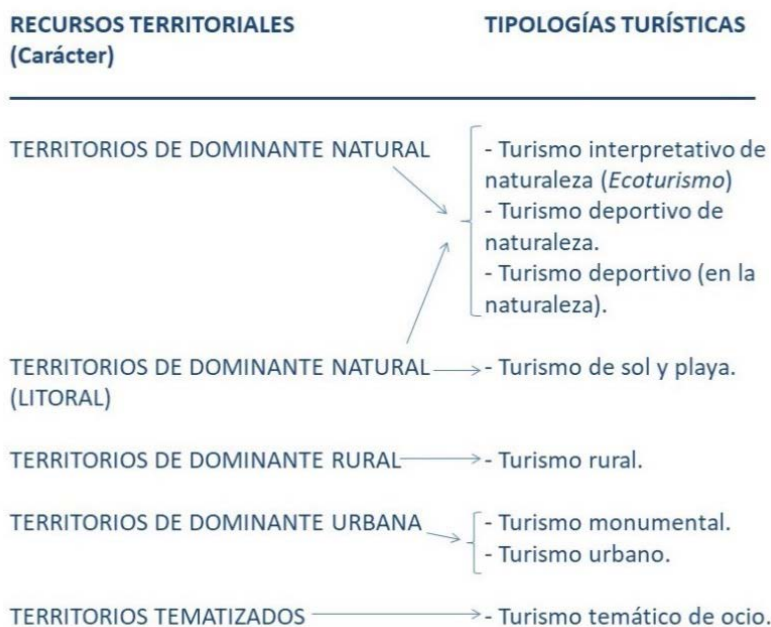 RECURSOS TERRITORIALES
(Carácter)
TIPOLOGÍAS TURÍSTICAS
TERRITORIOS DE DOMINANTE NATURAL
- Turismo interpretativo de
naturaleza (Ecoturismo)
- Turismo deportivo de
naturaleza.
- Turismo deportivo (en la
naturaleza).
TERRITORIOS DE DOMINANTE NATURAL
(LITORAL)
- Turismo de sol y playa.
TERRITORIOS DE DOMINANTE RURAL
- Turismo rural.
TERRITORIOS DE DOMINANTE URBANA
- Turismo monumental.
- Turismo urbano.
TERRITORIOS TEMATIZADOS
- Turismo temático de ocio.